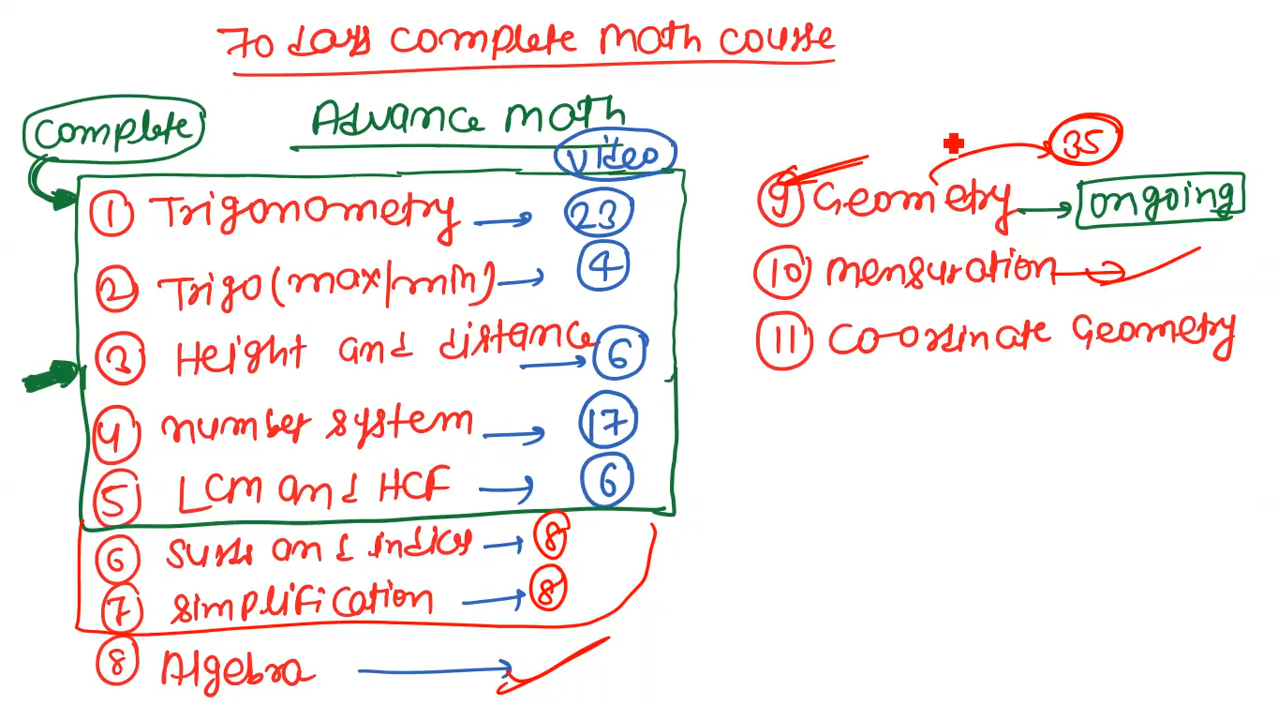 70 days complete math course
complete
Advance math
video
① Trigonometry → 23
② Trigo (max/min) → 4
③ Height and distance → 6
④ number system → 17
⑤ LCM and HCF → 6
⑥ Surds and indices → 8
⑦ simplification → 8
⑧ Algebra →
35
⑨ Geometry → ongoing
⑩ mensuration →
⑪ Co-ordinate Geometry